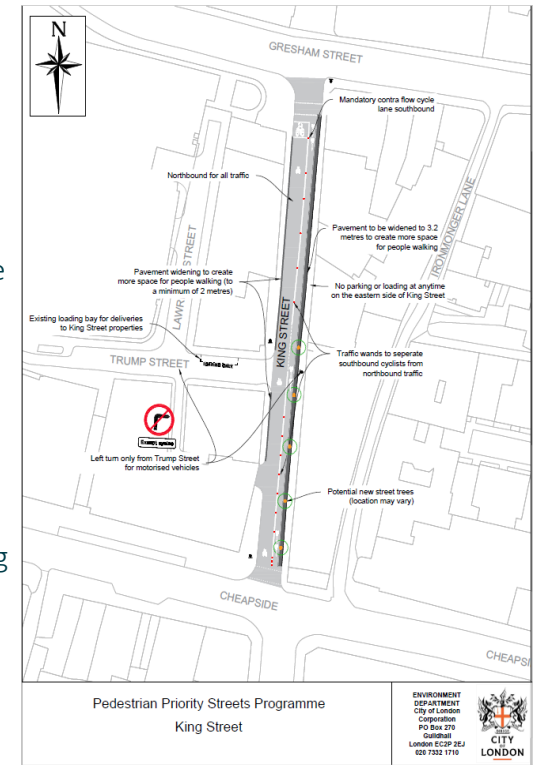 N
GRESHAM STREET
Mandatory contra flow cycle
lane southbound
Northbound for all traffic
IRONMONGER LANE
Pavement to be widened to 3.2
metres to create more space
for people walking
STREET
LAWR
Pavement widening to create
more space for people walking (to
a minimum of 2 metres)
No parking or loading at anytime
on the eastern side of King Street
KING STREET
Existing loading bay for deliveries
to King Street properties
Traffic wands to seperate
southbound cyclists from
northbound traffic
TRUMP STREET
Left turn only from Trump Street
for motorised vehicles
Potential new street trees
(location may vary)
CHEAPSIDE
CHEAPSI
Pedestrian Priority Streets Programme
King Street
ENVIRONMENT
DEPARTMENT
City of London
Corporation
PO Box 270
Guildhall
London EC2P 2EJ
020 7332 1710
CITY
OF
LONDON